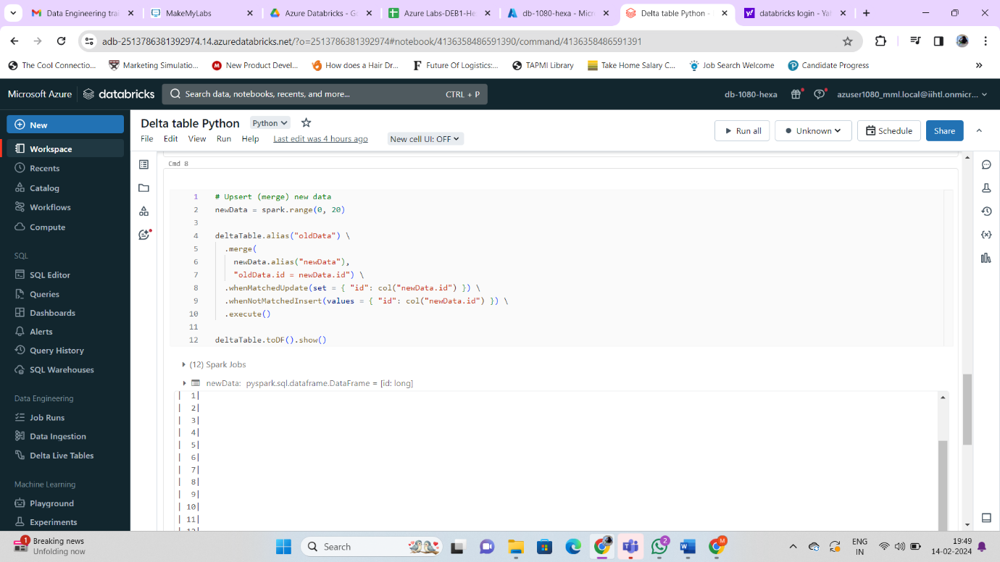 Data Engineering trai
MakeMyLabs
Azure Databricks - Go
Azure Labs-DEB1-He
db-1080-hexa - Micr
Delta table Python -
databricks login - Yal
adb-2513786381392974.14.azuredatabricks.net/?o=2513786381392974#notebook/4136358486591390/command/4136358486591391
The Cool Connectio...
Marketing Simulatio...
New Product Devel...
How does a Hair Dr...
Future Of Logistics:...
TAPMI Library
Take Home Salary C...
Job Search Welcome
Candidate Progress
Microsoft Azure
databricks
Search data, notebooks, recents, and more...
CTRL + P
db-1080-hexa
azuser1080_mml.local@iihtl.onmicr...
New
Workspace
Recents
Catalog
Workflows
Compute
SQL
SQL Editor
Queries
Dashboards
Alerts
Query History
SQL Warehouses
Data Engineering
Job Runs
Data Ingestion
Delta Live Tables
Machine Learning
Playground
Experiments
Delta table Python
Python
File Edit View Run Help Last edit was 4 hours ago New cell UI: OFF
Run all
Unknown
Schedule
Share
Cmd 8
1 # Upsert (merge) new data
2 newData = spark.range(0, 20)
3
4 deltaTable.alias("oldData") \
5 .merge(
6 newData.alias("newData"),
7 "oldData.id = newData.id") \
8 .whenMatchedUpdate(set = { "id": col("newData.id") }) \
9 .whenNotMatchedInsert(values = { "id": col("newData.id") }) \
10 .execute()
11
12 deltaTable.toDF().show()
(12) Spark Jobs
newData: pyspark.sql.dataframe.DataFrame = [id: long]
| 1|
| 2|
| 3|
| 4|
| 5|
| 6|
| 7|
| 8|
| 9|
| 10|
| 11|
| 12|
1
Breaking news
Unfolding now
Search
2
M
ENG
IN
19:49
14-02-2024